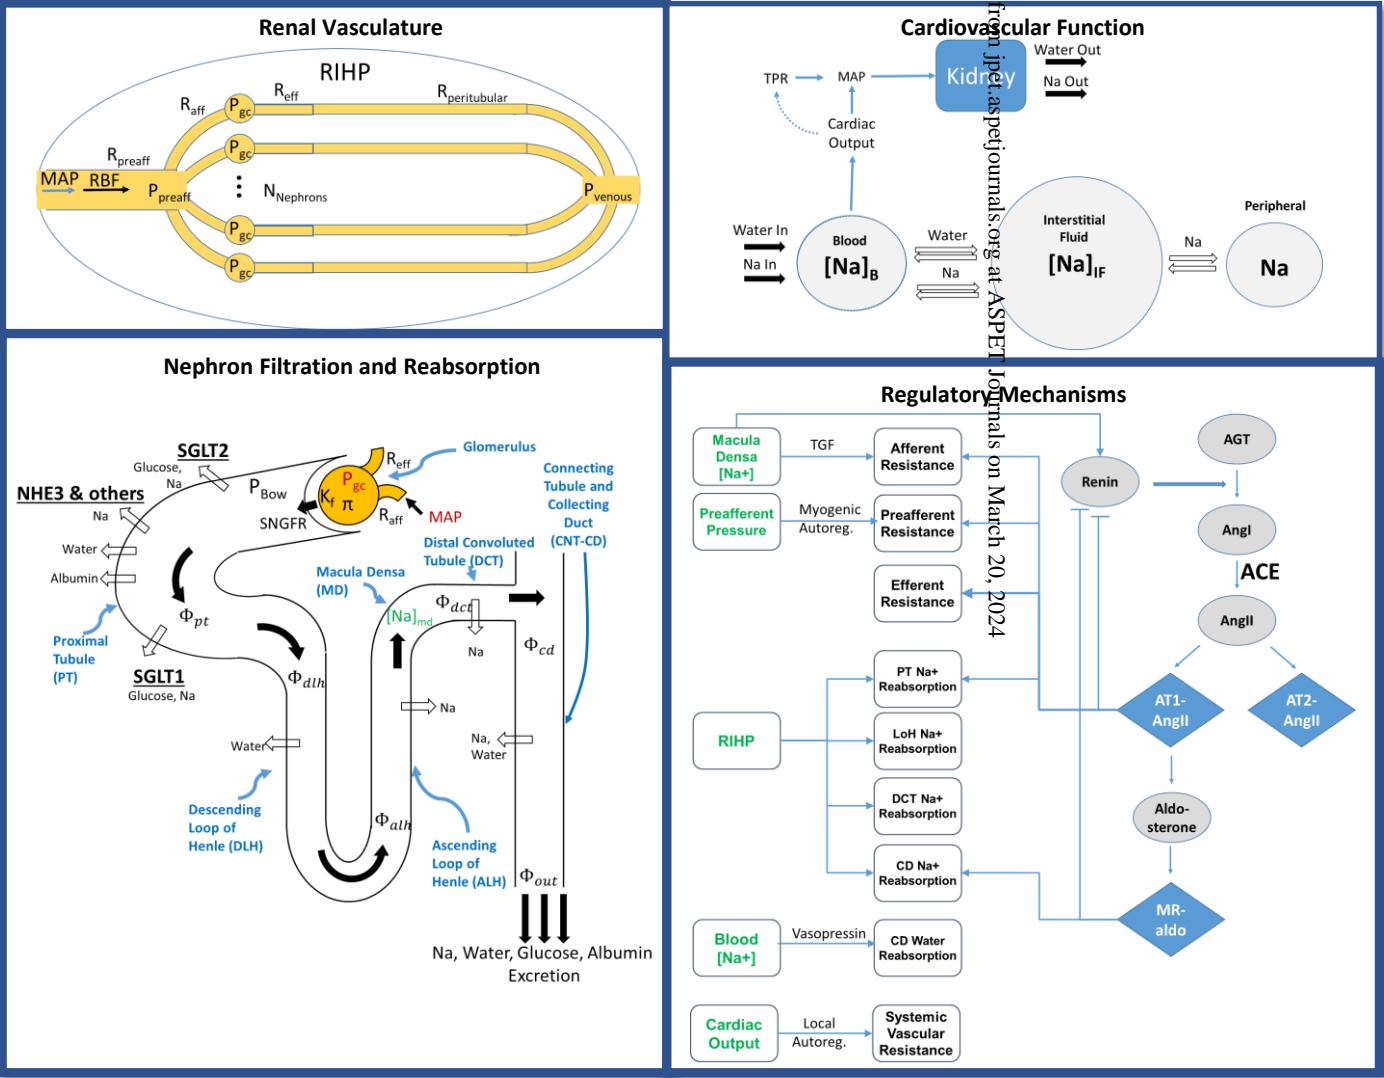 Renal Vasculature
RIHP
Raff
Reff
Rperitubular
Pgc
Pgc
Rpreaff
MAP
RBF
Ppreaff
NNephrons
Pvenous
Pgc
Pgc
Cardiovascular Function
TPR
MAP
Kidney
Water Out
Na Out
Cardiac
Output
Water In
Na In
Blood
[Na]B
Water
Na
Interstitial
Fluid
[Na]IF
Na
Peripheral
Na
from jpet.aspetjournals.org at ASPET Journals on March 20, 2024
Nephron Filtration and Reabsorption
SGLT2
Glucose,
Na
NHE3 & others
Na
Water
Albumin
PBow
Kf
Pgc
π
Reff
Raff
SNGFR
MAP
Glomerulus
Connecting
Tubule and
Collecting
Duct
(CNT-CD)
Distal Convoluted
Tubule (DCT)
Macula Densa
(MD)
[Na]md
Φdct
Na
Φcd
Φpt
Proximal
Tubule
(PT)
SGLT1
Glucose, Na
Φdlh
Na
Water
Na,
Water
Descending
Loop of
Henle (DLH)
Φalh
Ascending
Loop of
Henle (ALH)
Φout
Na, Water, Glucose, Albumin
Excretion
Regulatory Mechanisms
Macula
Densa
[Na+]
TGF
Afferent
Resistance
Preafferent
Pressure
Myogenic
Autoreg.
Preafferent
Resistance
Efferent
Resistance
RIHP
PT Na+
Reabsorption
LoH Na+
Reabsorption
DCT Na+
Reabsorption
CD Na+
Reabsorption
Blood
[Na+]
Vasopressin
CD Water
Reabsorption
Cardiac
Output
Local
Autoreg.
Systemic
Vascular
Resistance
AGT
Renin
AngI
ACE
AngII
AT1-
AngII
AT2-
AngII
Aldo-
sterone
MR-
aldo